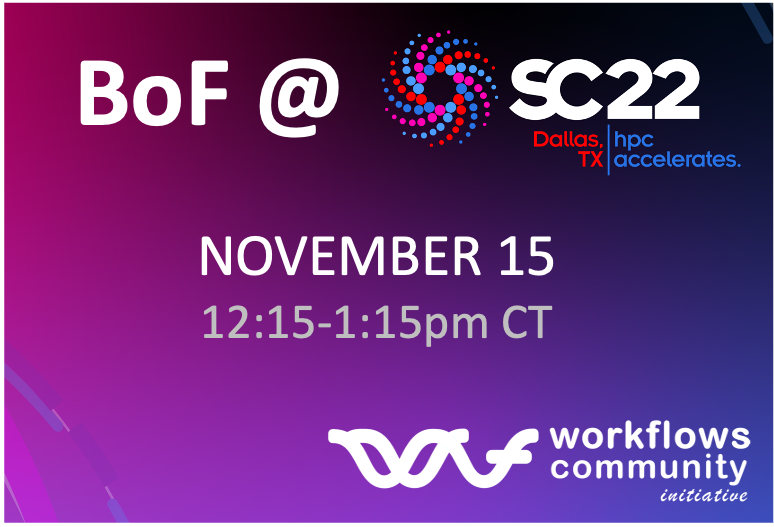 BoF @ SC22
Dallas, hpc
TX accelerates.
NOVEMBER 15
12:15-1:15pm CT
workflows
community
initiative